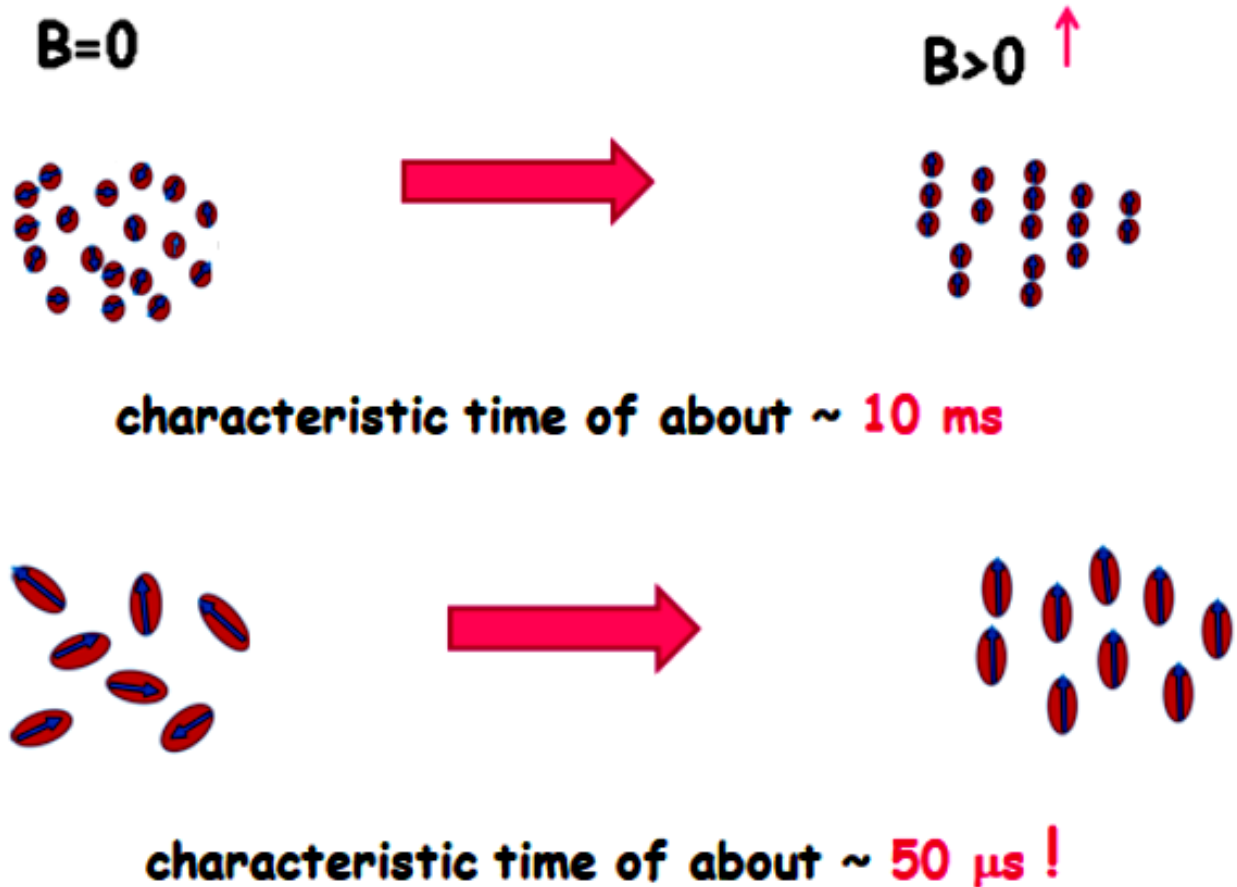 B=0
B>0
characteristic time of about ~ 10 ms
characteristic time of about ~ 50 μs !